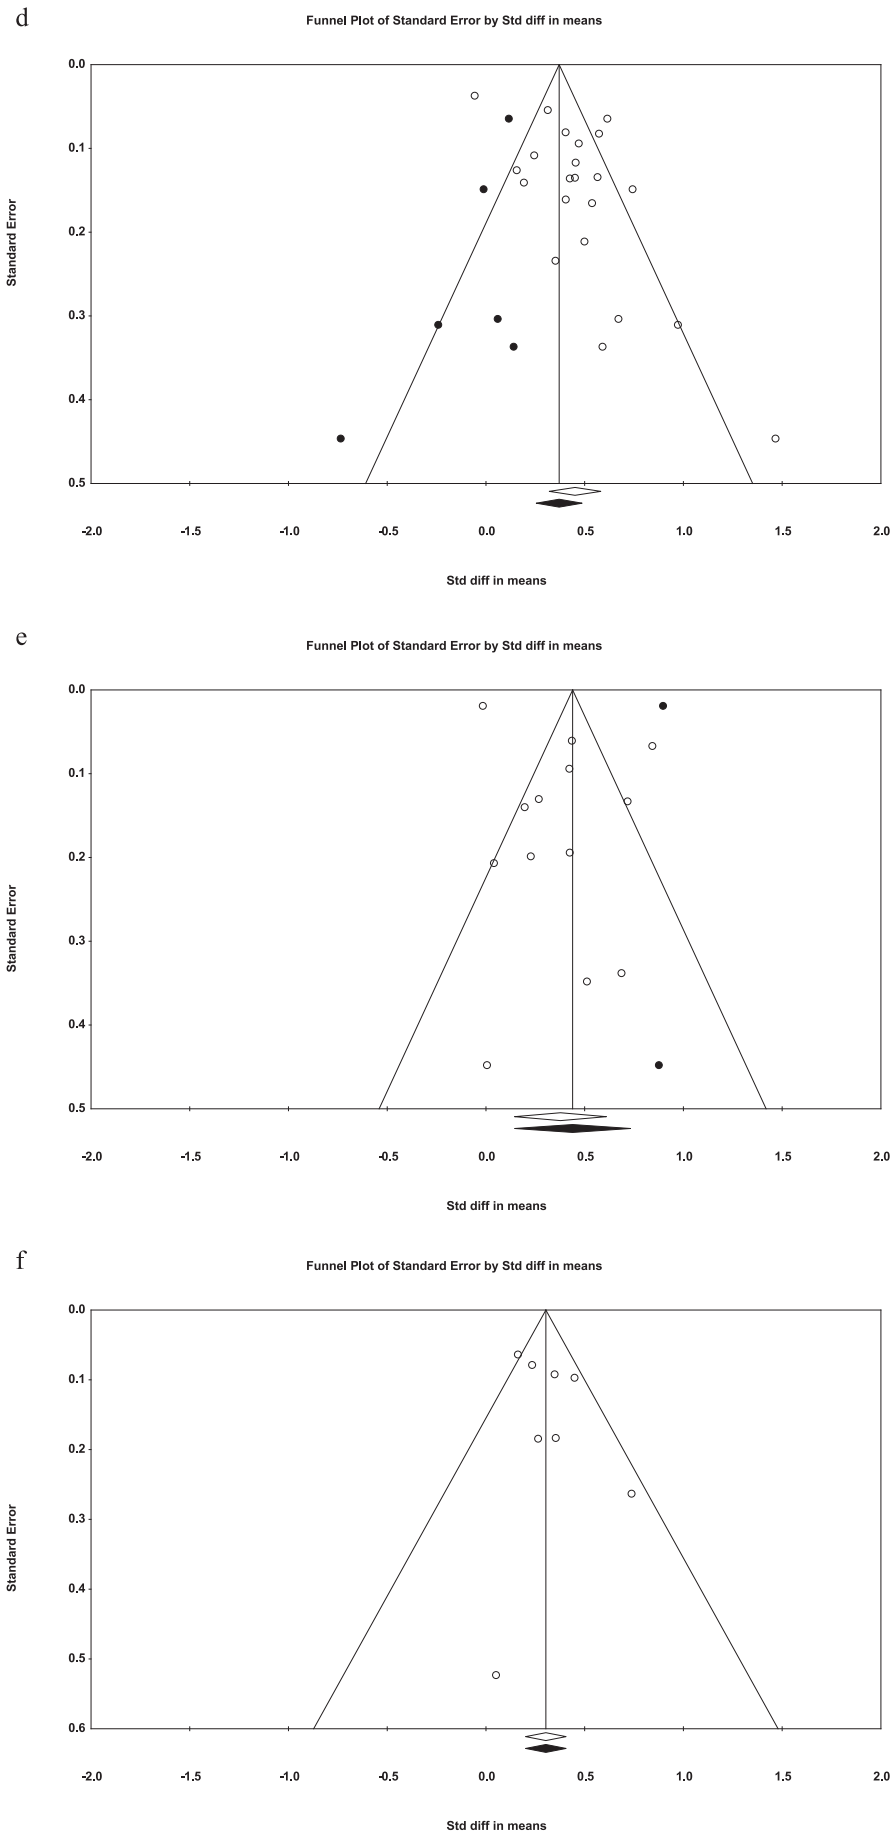 d
Funnel Plot of Standard Error by Std diff in means
0.0
0.1
0.2
0.3
0.4
0.5
Standard Error
-2.0 -1.5 -1.0 -0.5 0.0 0.5 1.0 1.5 2.0
Std diff in means
e
Funnel Plot of Standard Error by Std diff in means
0.0
0.1
0.2
0.3
0.4
0.5
Standard Error
-2.0 -1.5 -1.0 -0.5 0.0 0.5 1.0 1.5 2.0
Std diff in means
f
Funnel Plot of Standard Error by Std diff in means
0.0
0.1
0.2
0.3
0.4
0.5
0.6
Standard Error
-2.0 -1.5 -1.0 -0.5 0.0 0.5 1.0 1.5 2.0
Std diff in means